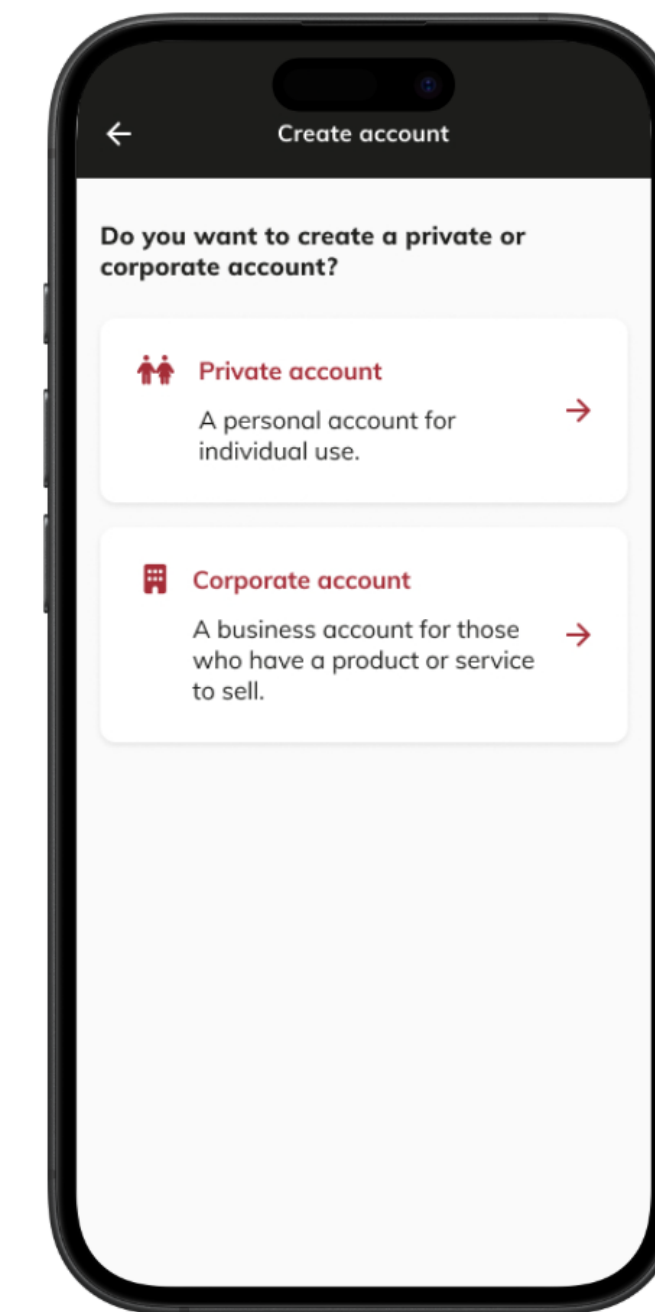 Create account
Do you want to create a private or
corporate account?
Private account
A personal account for
individual use.
Corporate account
A business account for those
who have a product or service
to sell.